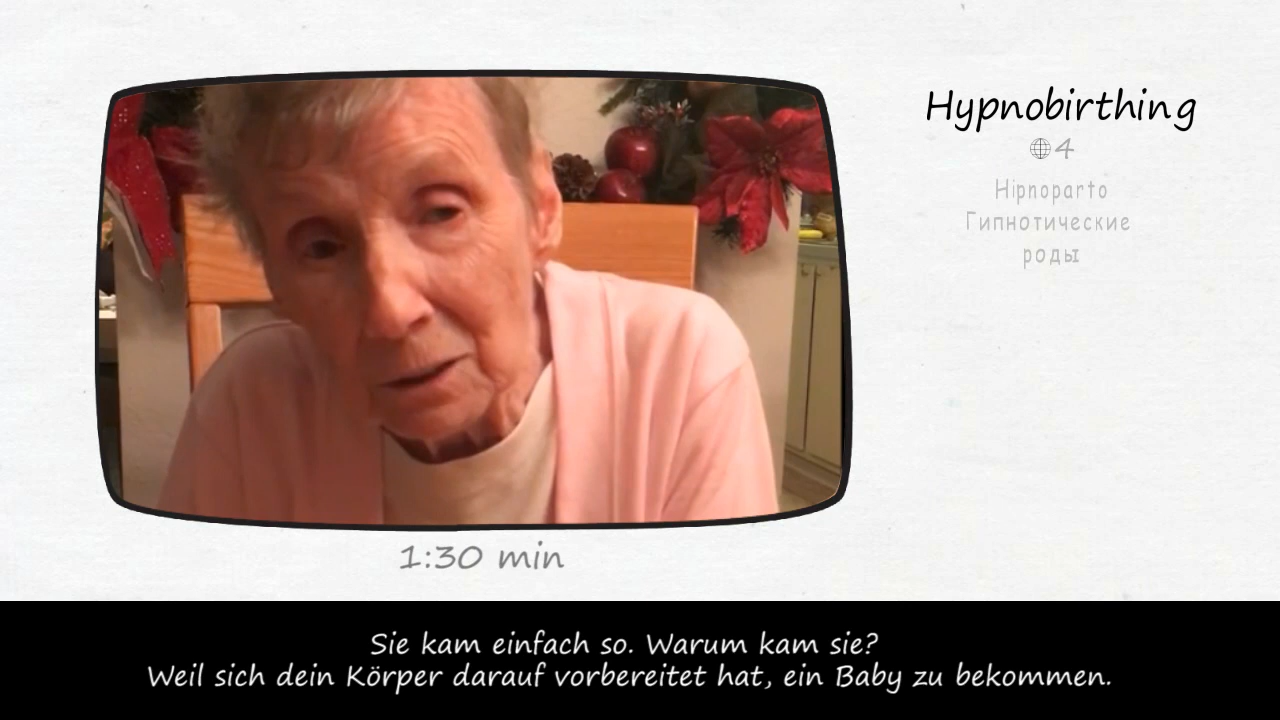 Hypnobirthing
4
Hipnoparto
Гипнотические
роды
1:30 min
Sie kam einfach so. Warum kam sie?
Weil sich dein Körper darauf vorbereitet hat, ein Baby zu bekommen.